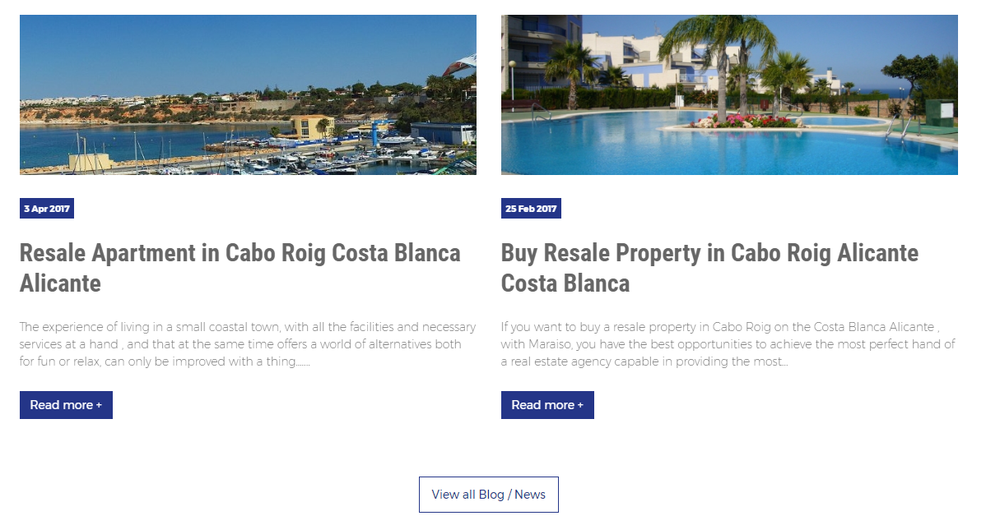 3 Apr 2017
Resale Apartment in Cabo Roig Costa Blanca
Alicante
The experience of living in a small coastal town, with all the facilities and necessary
services at a hand , and that at the same time offers a world of alternatives both
for fun or relax, can only be improved with a thing.......
Read more +
25 Feb 2017
Buy Resale Property in Cabo Roig Alicante
Costa Blanca
If you want to buy a resale property in Cabo Roig on the Costa Blanca Alicante ,
with Maraiso, you have the best opportunities to achieve the most perfect hand of
a real estate agency capable in providing the most...
Read more +
View all Blog / News